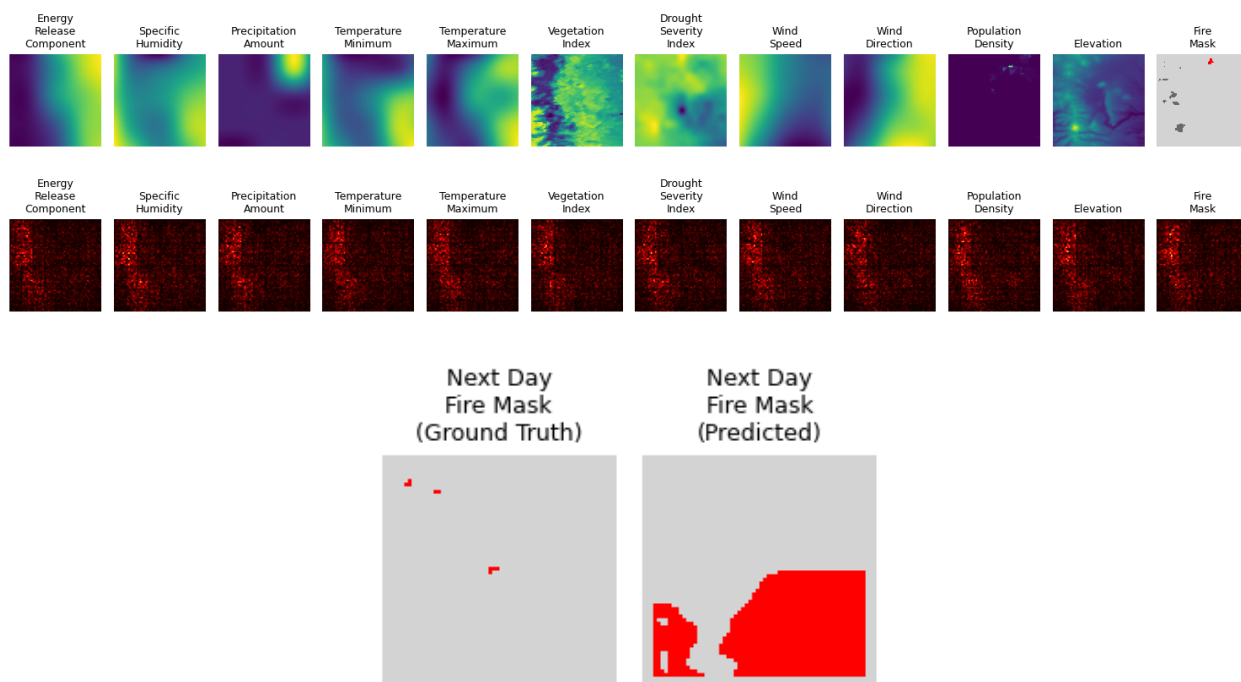 Energy
Release
Component
Specific
Humidity
Precipitation
Amount
Temperature
Minimum
Temperature
Maximum
Vegetation
Index
Drought
Severity
Index
Wind
Speed
Wind
Direction
Population
Density
Elevation
Fire
Mask
Energy
Release
Component
Specific
Humidity
Precipitation
Amount
Temperature
Minimum
Temperature
Maximum
Vegetation
Index
Drought
Severity
Index
Wind
Speed
Wind
Direction
Population
Density
Elevation
Fire
Mask
Next Day
Fire Mask
(Ground Truth)
Next Day
Fire Mask
(Predicted)